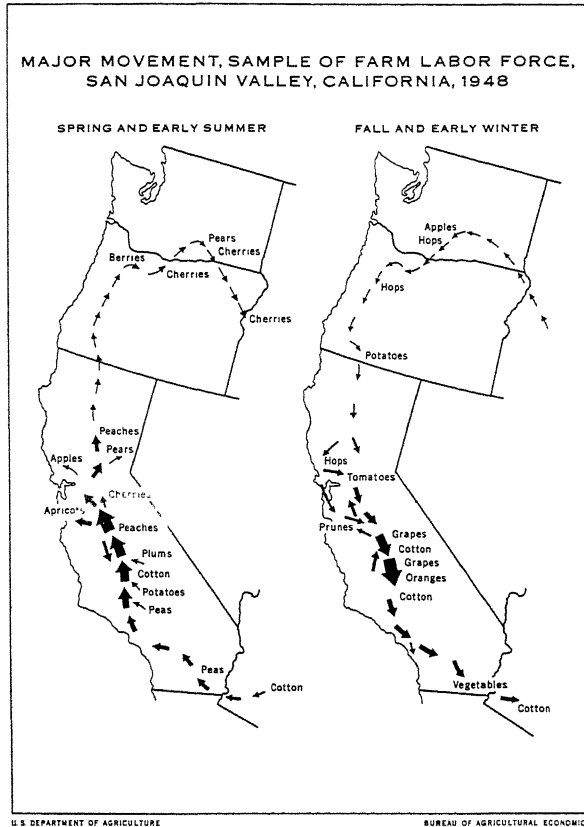 MAJOR MOVEMENT, SAMPLE OF FARM LABOR FORCE,
SAN JOAQUIN VALLEY, CALIFORNIA, 1948
SPRING AND EARLY SUMMER
Pears
Cherries
Berries
Cherries
Cherries
Peaches
Apples
Pears
Cherries
Apricots
Peaches
Plums
Cotton
Potatoes
Peas
Peas
Cotton
FALL AND EARLY WINTER
Apples
Hops
Hops
Potatoes
Hops
Tomatoes
Prunes
Grapes
Cotton
Grapes
Oranges
Cotton
Vegetables
Cotton
U.S. DEPARTMENT OF AGRICULTURE
BUREAU OF AGRICULTURAL ECONOMIC